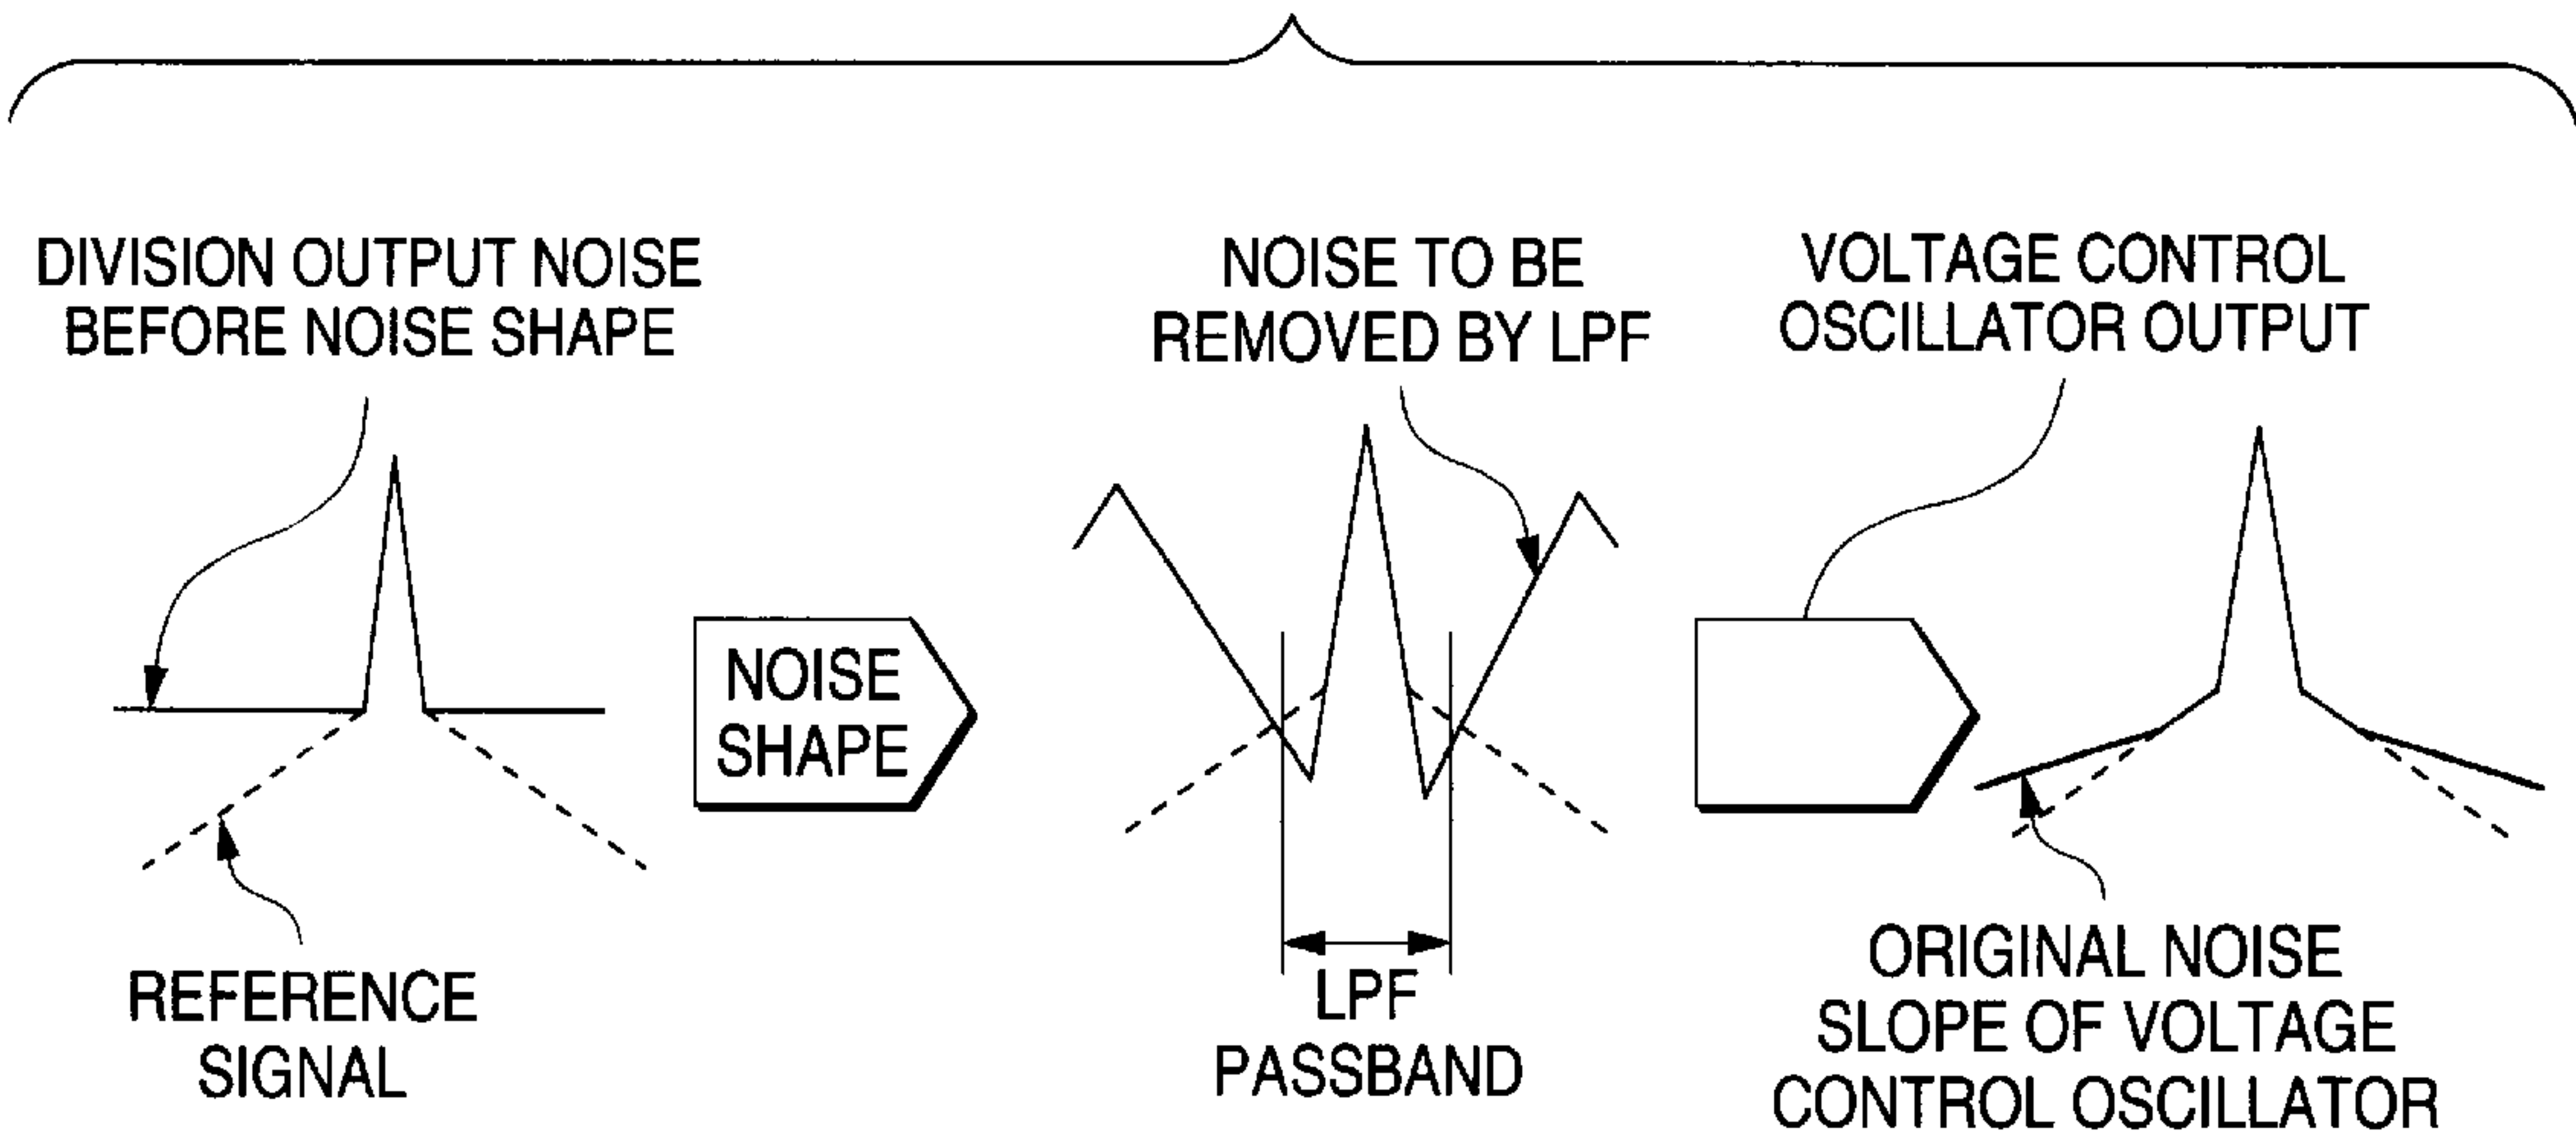 DIVISION OUTPUT NOISE
BEFORE NOISE SHAPE
NOISE TO BE
REMOVED BY LPF
VOLTAGE CONTROL
OSCILLATOR OUTPUT
NOISE
SHAPE
REFERENCE
SIGNAL
LPF
PASSBAND
ORIGINAL NOISE
SLOPE OF VOLTAGE
CONTROL OSCILLATOR